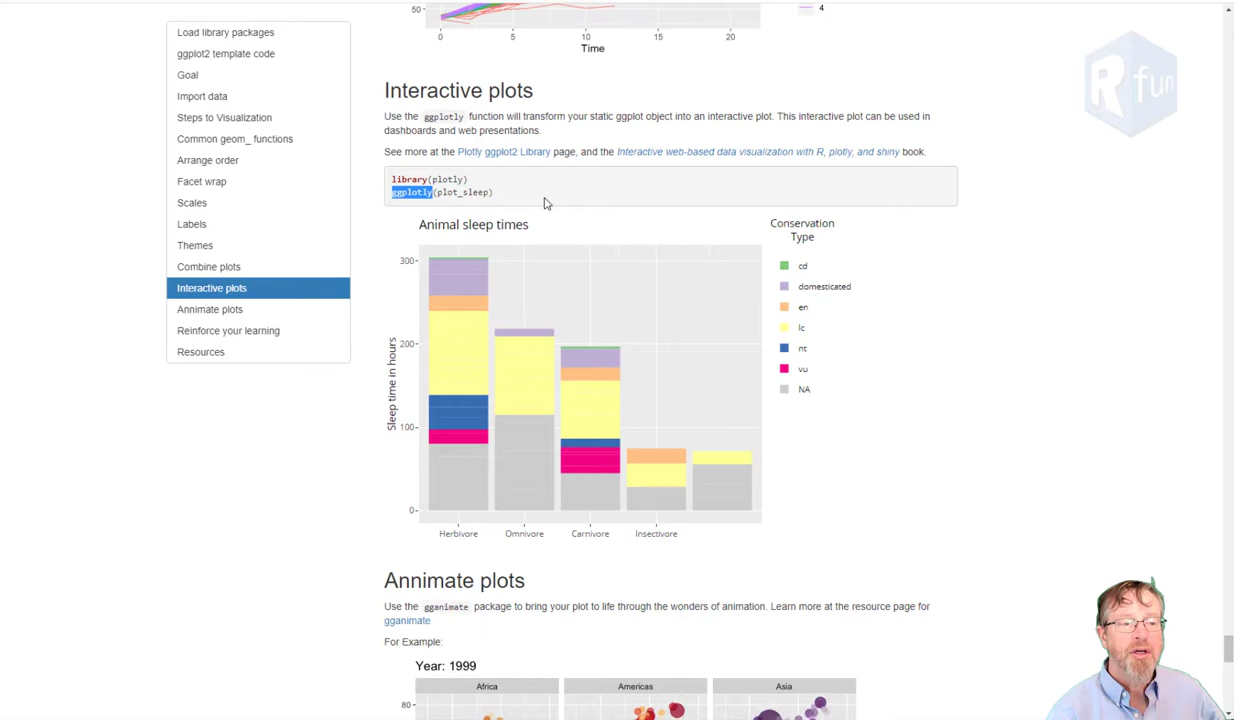 Load library packages
ggplot2 template code
Goal
Import data
Steps to Visualization
Common geom_ functions
Arrange order
Facet wrap
Scales
Labels
Themes
Combine plots
Interactive plots
Annimate plots
Reinforce your learning
Resources
50
0 5 10 15 20
Time
4
R fun
Interactive plots
Use the ggplotly function will transform your static ggplot object into an interactive plot. This interactive plot can be used in
dashboards and web presentations.
See more at the Plotly ggplot2 Library page, and the Interactive web-based data visualization with R, plotly, and shiny book.
library(plotly)
ggplotly(plot_sleep)
Animal sleep times
Conservation
Type
cd
domesticated
en
lc
nt
vu
NA
300
200
100
0
Sleep time in hours
Herbivore Omnivore Carnivore Insectivore
Annimate plots
Use the gganimate package to bring your plot to life through the wonders of animation. Learn more at the resource page for
gganimate
For Example:
Year: 1999
Africa Americas Asia
80